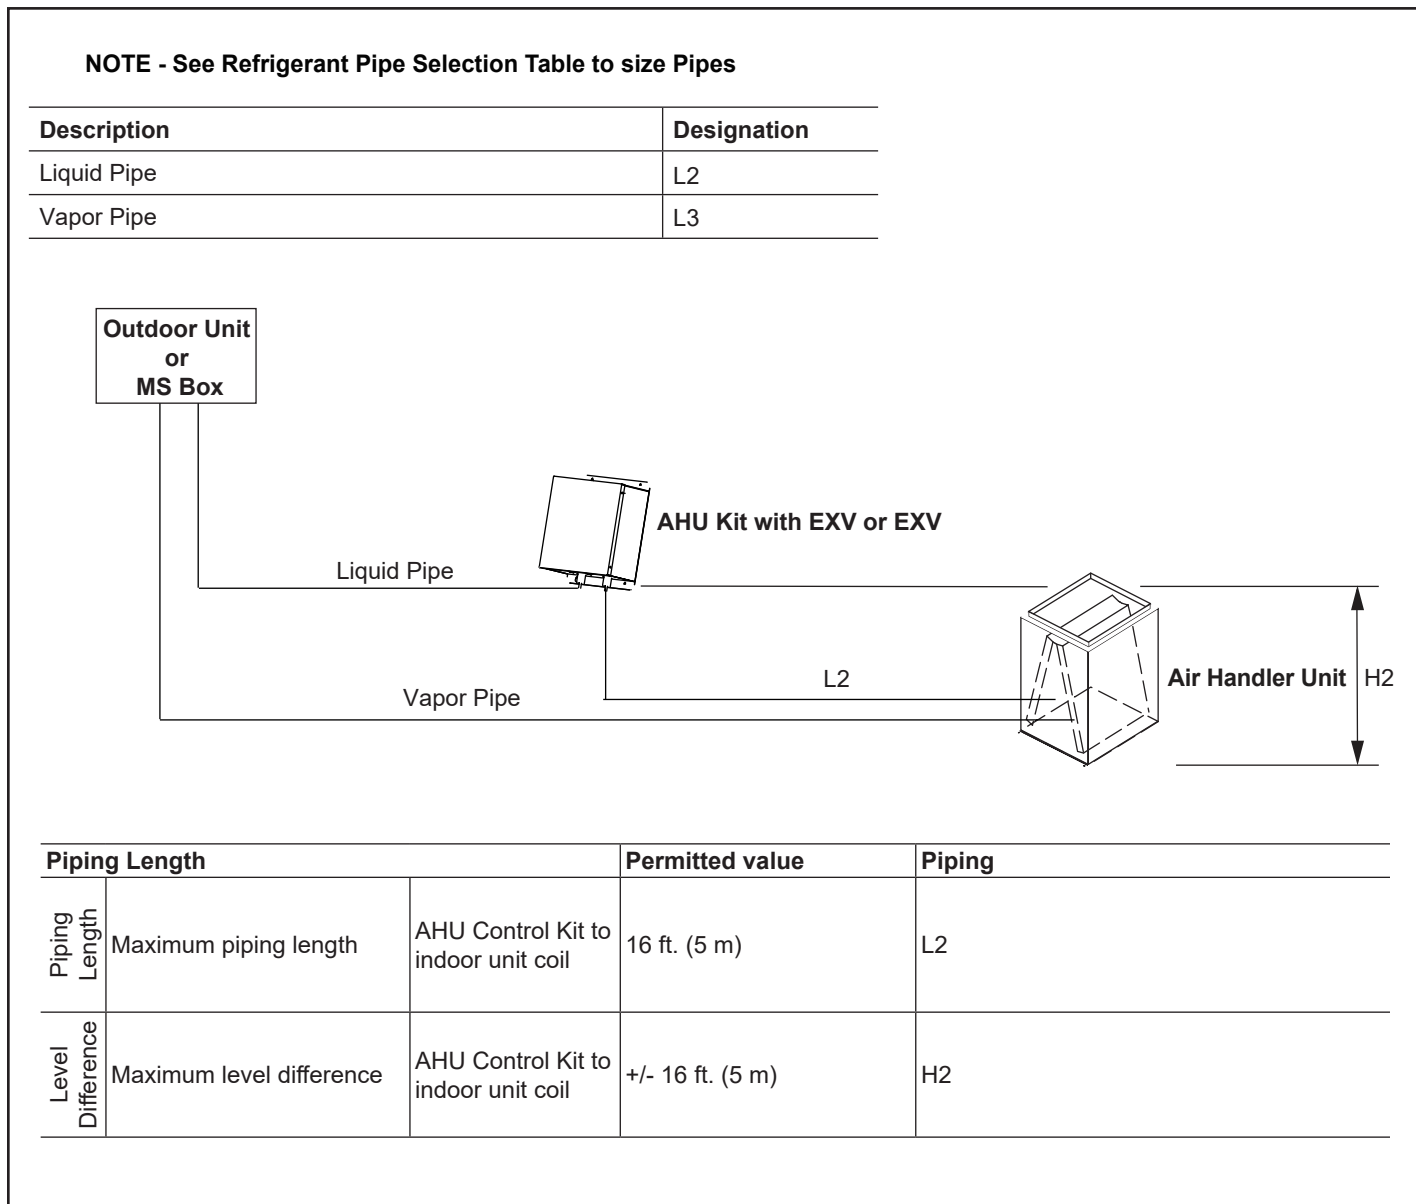 NOTE - See Refrigerant Pipe Selection Table to size Pipes
Description Designation
Liquid Pipe L2
Vapor Pipe L3
Outdoor Unit
or
MS Box
AHU Kit with EXV or EXV
Liquid Pipe
L2
Air Handler Unit H2
Vapor Pipe
Piping Length Permitted value Piping
Piping
Length
Maximum piping length
AHU Control Kit to
indoor unit coil
16 ft. (5 m)
L2
Level
Difference
Maximum level difference
AHU Control Kit to
indoor unit coil
+/- 16 ft. (5 m)
H2